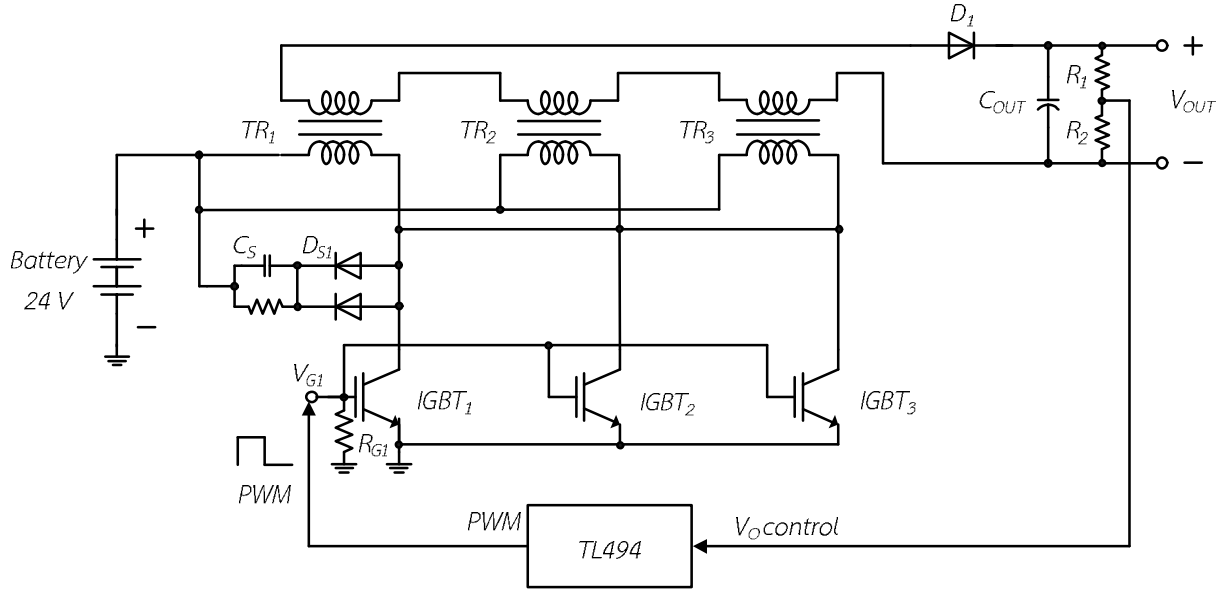 D1
+
R1
COUT
VOUT
R2
−
TR1
TR2
TR3
+
CS
DS1
Battery
24 V
−
VG1
IGBT1
IGBT2
IGBT3
RG1
PWM
PWM
TL494
VO control